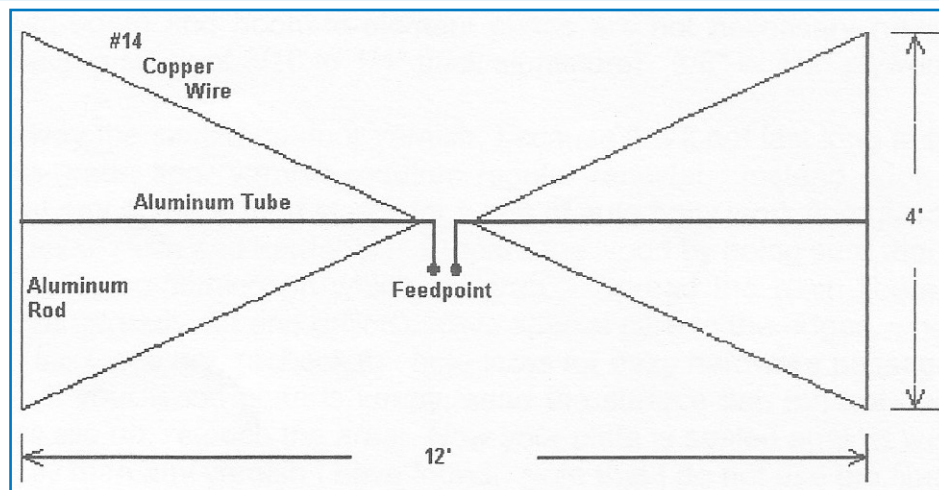 #14
Copper
Wire
Aluminum Tube
4'
Aluminum
Rod
Feedpoint
12'